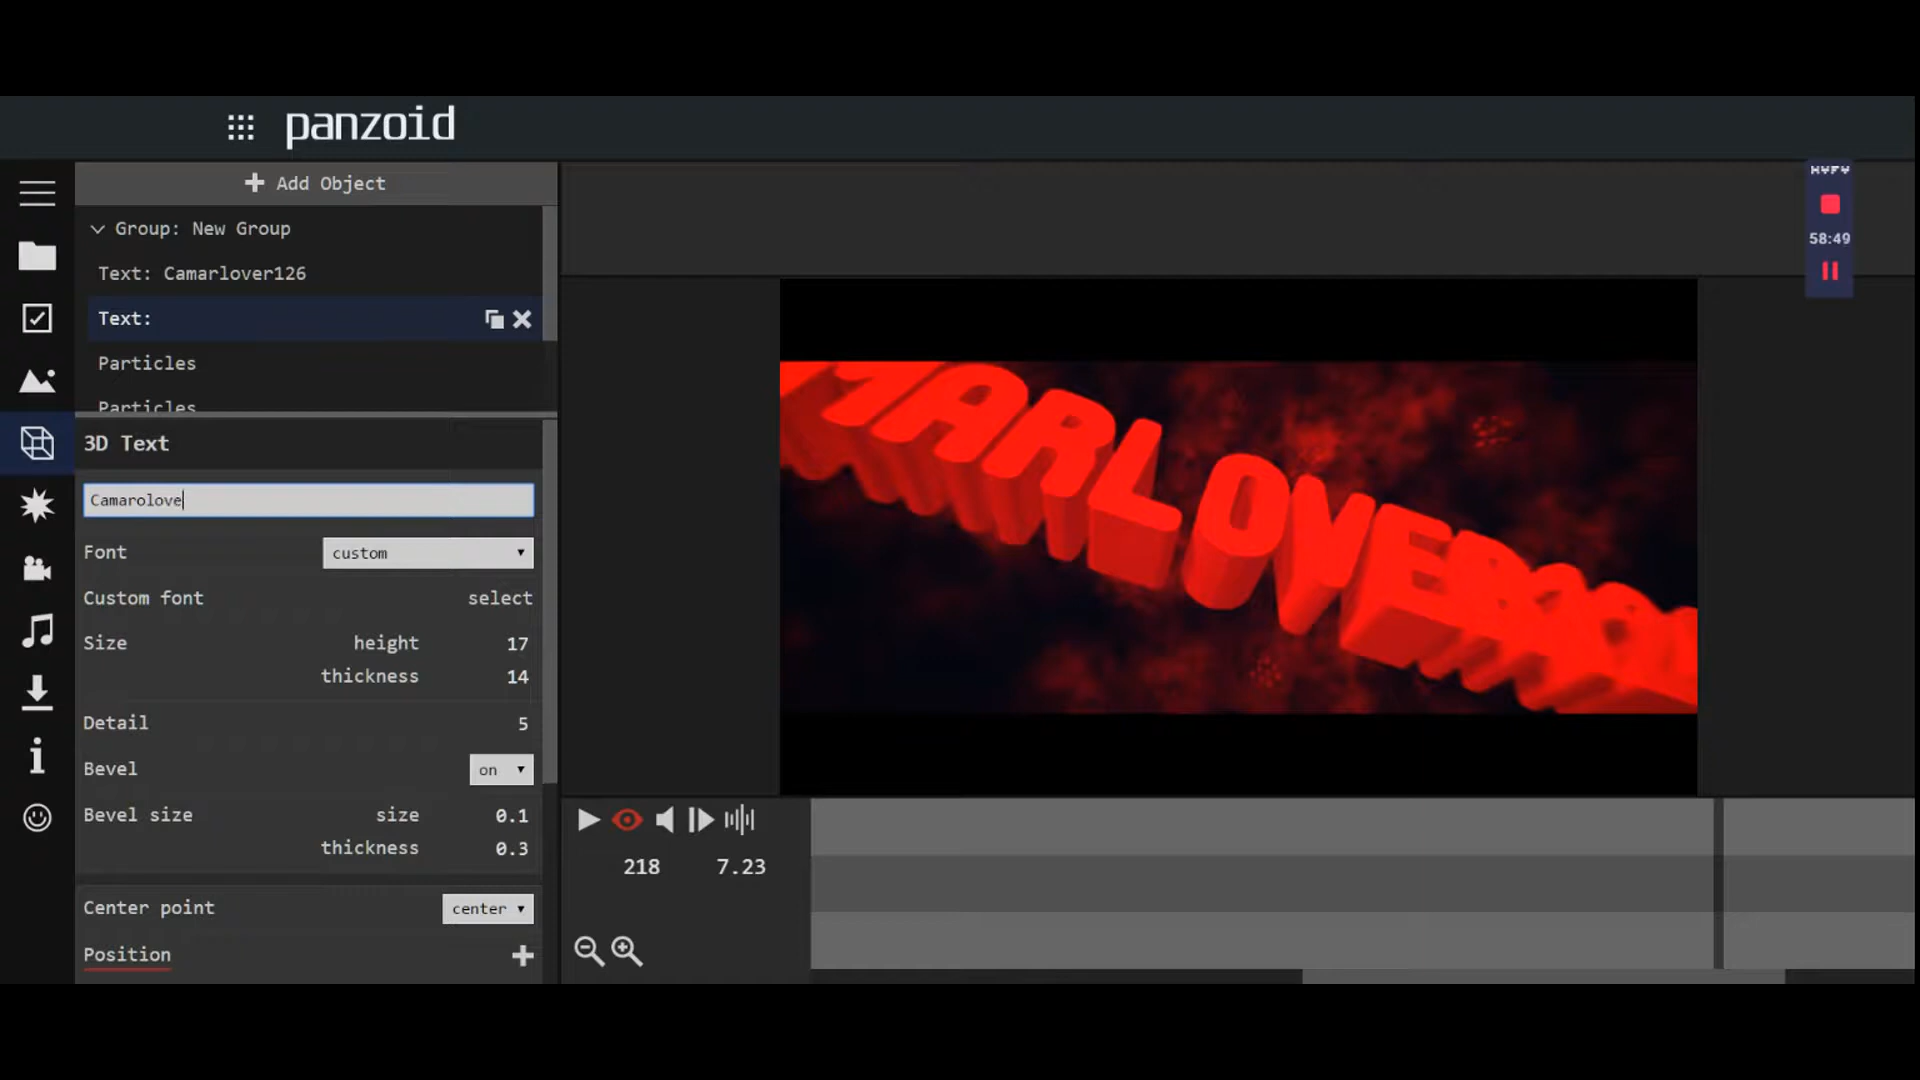 panzoid
58:49
Add Object
Group: New Group
Text: Camarlover126
Text:
Particles
Particles
3D Text
Camarolove
Font custom
Custom font select
Size height 17
thickness 14
Detail 5
Bevel on
Bevel size size 0.1
thickness 0.3
Center point center
Position
MARLOVER
218 7.23